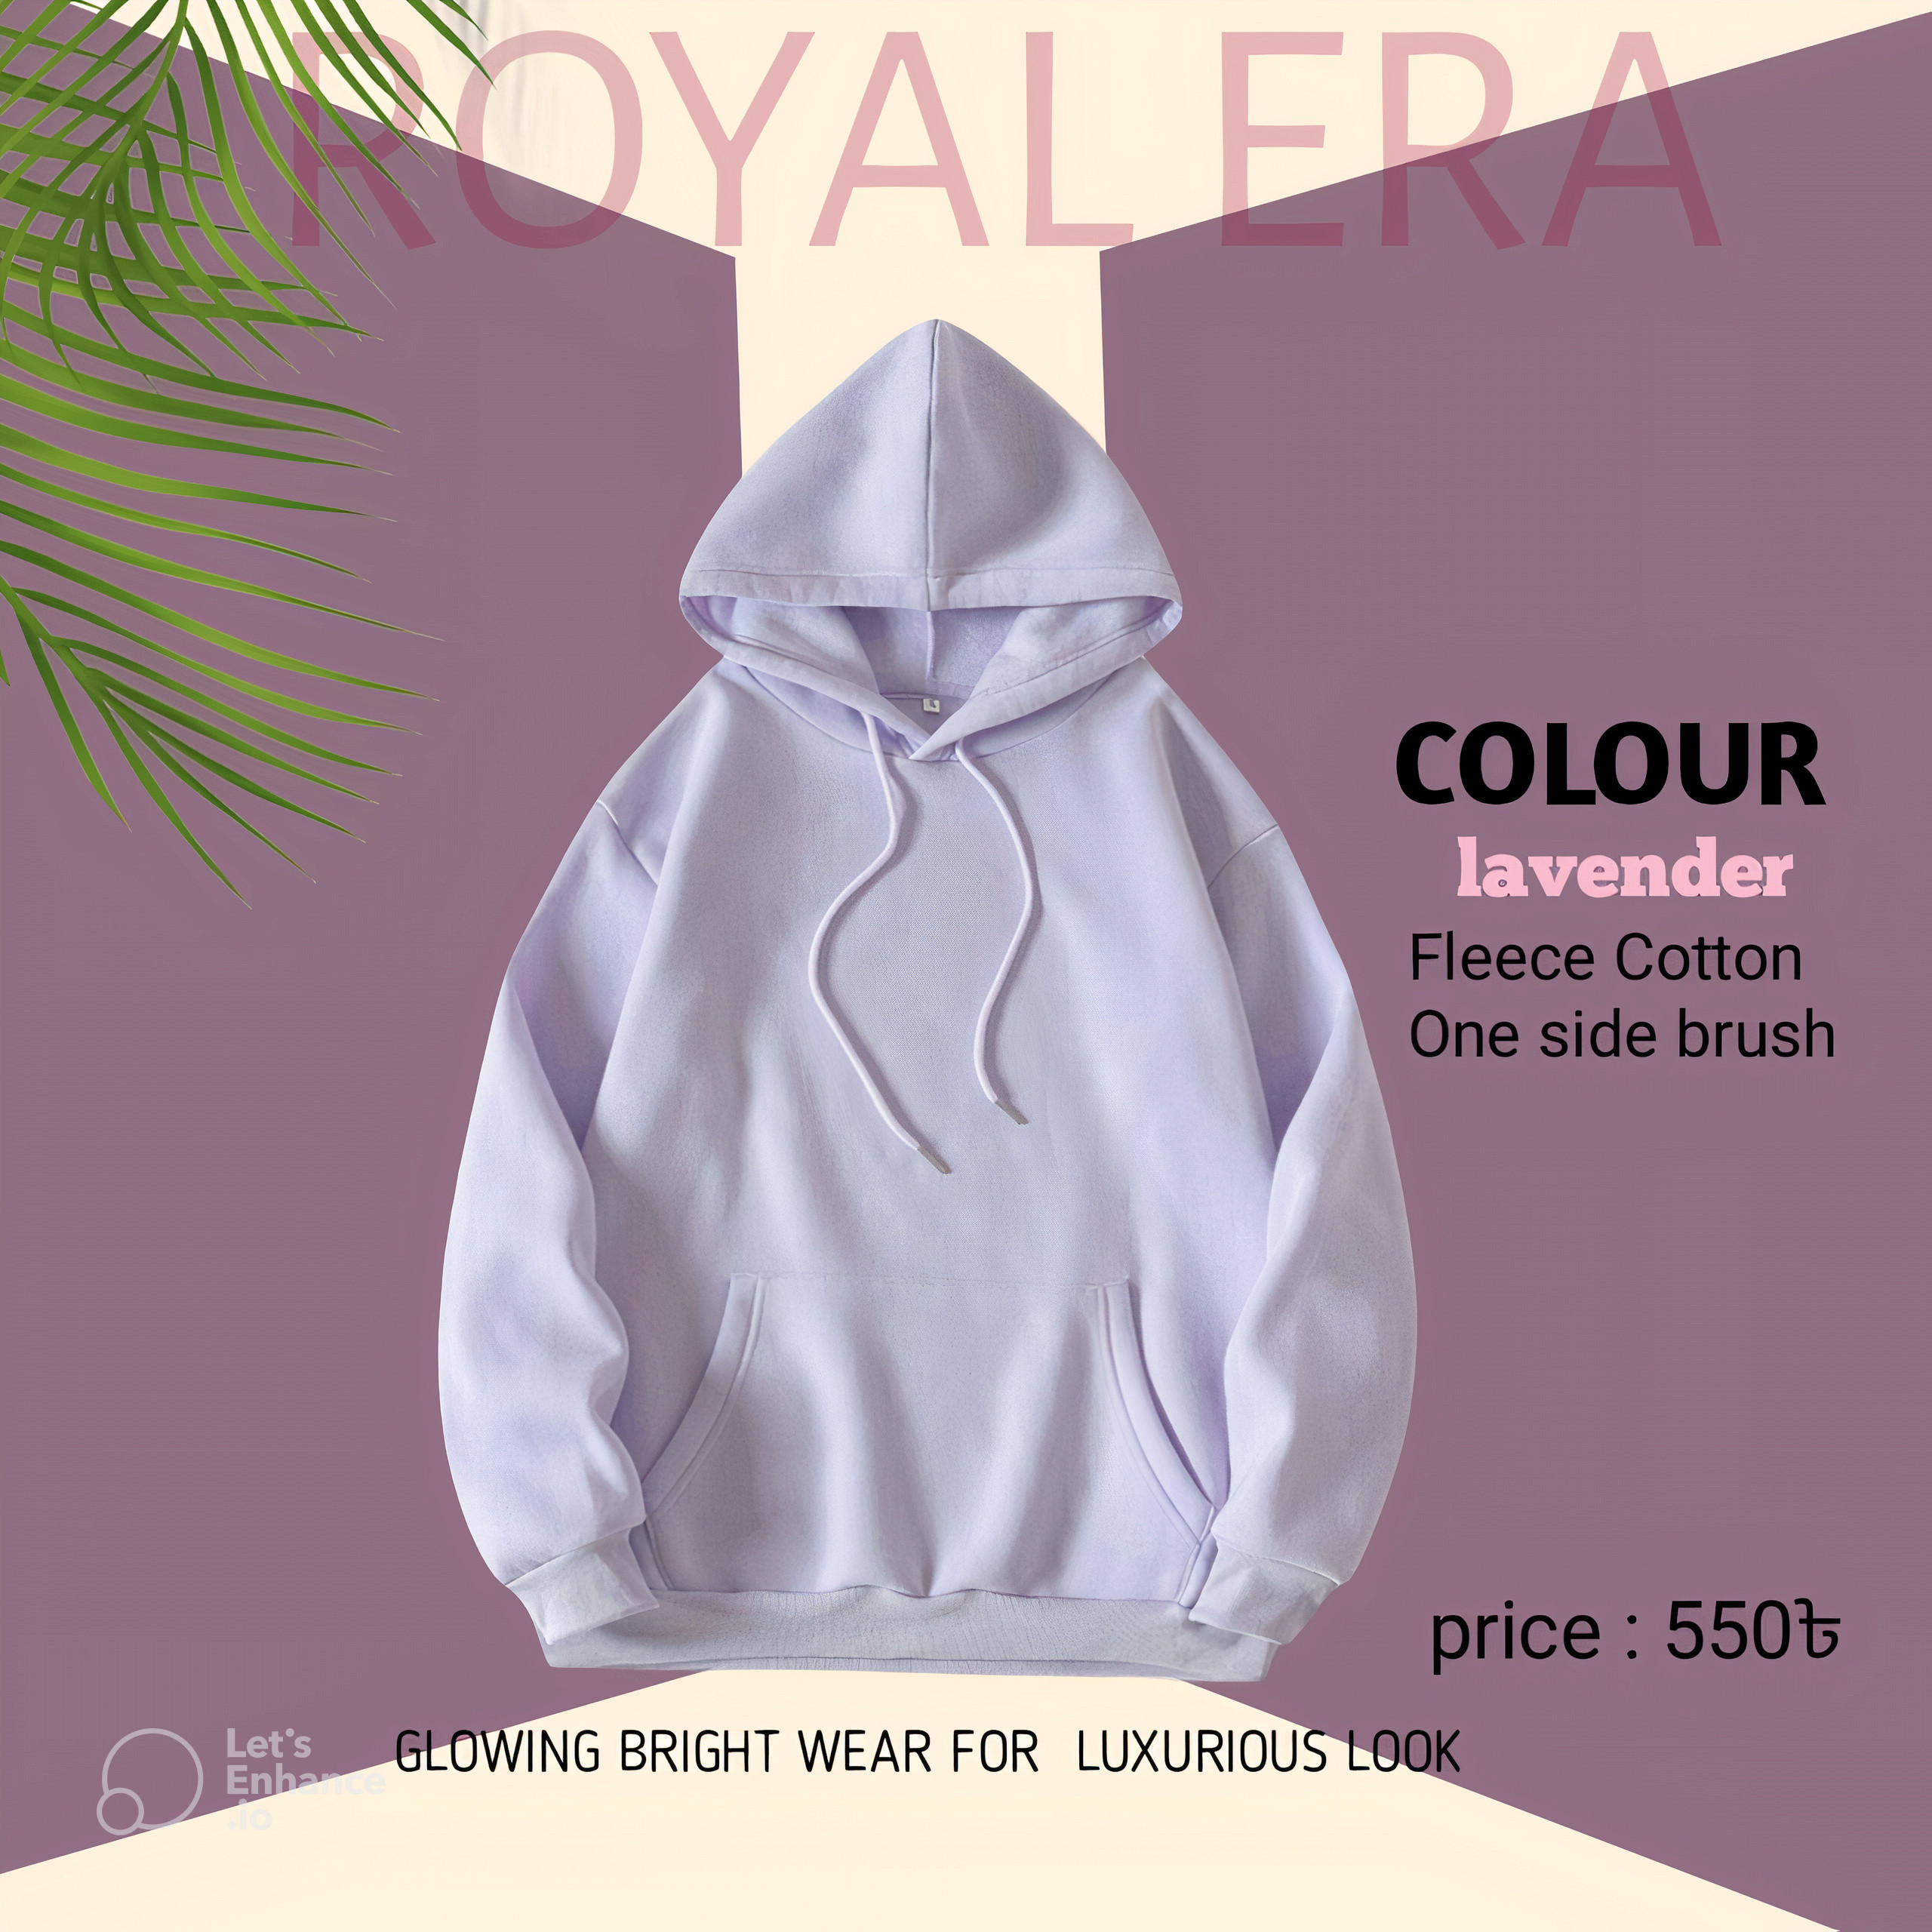 ROYAL ERA
COLOUR
lavender
Fleece Cotton
One side brush
price : 550৳
GLOWING BRIGHT WEAR FOR LUXURIOUS LOOK
Let's
Enhance
.io